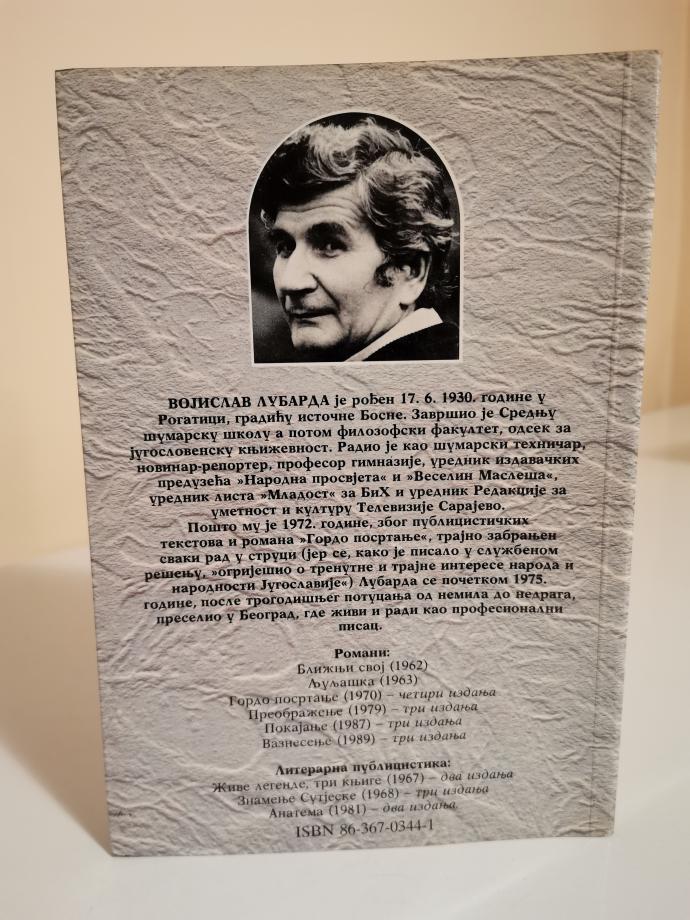 ВОЈИСЛАВ ЛУБАРДА је рођен 17. 6. 1930. године у
Рогатици, градићу источне Босне. Завршио је Средњу
шумарску школу а потом филозофски факултет, одсек за
југословенску књижевност. Радио је као шумарски техничар,
новинар-репортер, професор гимназије, уредник издавачких
предузећа »Народна просвјета« и »Веселин Маслеша«,
уредник листа »Младост« за БиХ и уредник Редакције за
уметност и културу Телевизије Сарајево.
Пошто му је 1972. године, због публицистичких
текстова и романа »Гордо посртање«, трајно забрањен
сваки рад у струци (јер се, како је писало у службеном
решењу, »огријешио о тренутне и трајне интересе народа и
народности Југославије«) Лубарда се почетком 1975.
године, после трогодишњег потуцања од немила до недрага,
преселио у Београд, где живи и ради као професионални
писац.
Романи:
Ближњи свој (1962)
Љуљашка (1963)
Гордо посртање (1970) – четири издања
Преображење (1979) – три издања
Покајање (1987) – три издања
Вазнесење (1989) – три издања
Литерарна публицистика:
Живе легенде, три књиге (1967) – два издања
Знамење Сутјеске (1968) – три издања
Анатема (1981) – два издања.
ISBN 86-367-0344-1